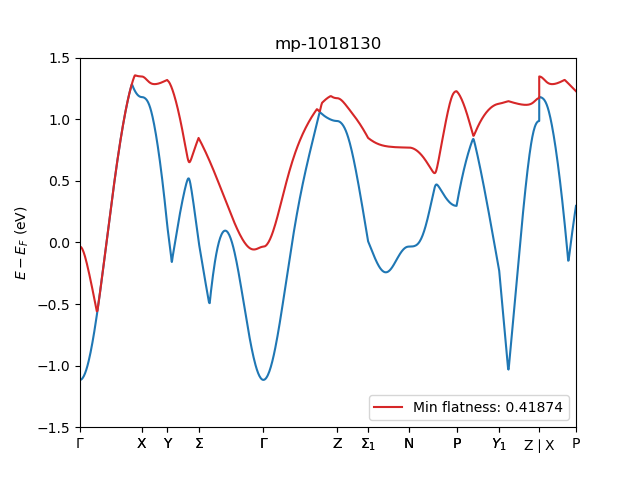 mp-1018130
E − E_F (eV)
1.5
1.0
0.5
0.0
−0.5
−1.0
−1.5
Min flatness: 0.41874
Γ X Y Σ Γ Z Σ₁ N P Y₁ Z | X P